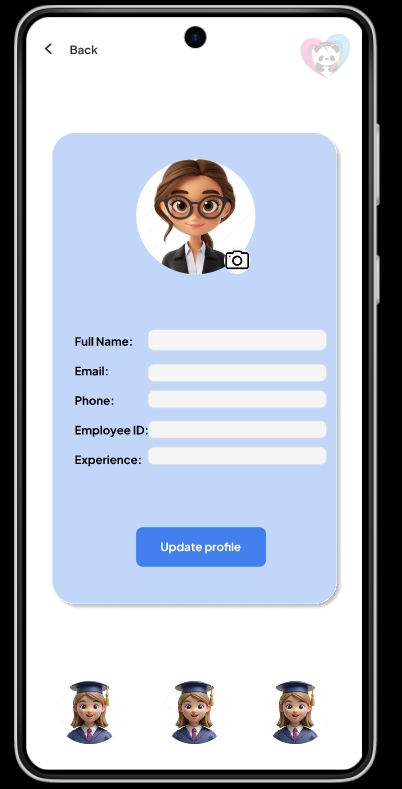 Back
Full Name:
Email:
Phone:
Employee ID:
Experience:
Update profile